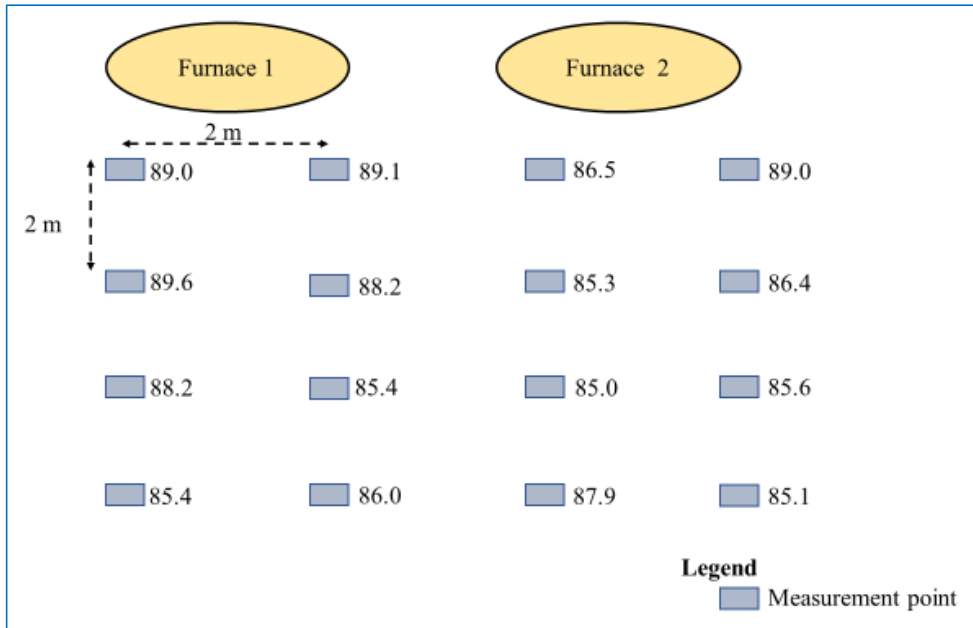 Furnace 1 Furnace 2
2 m
89.0 89.1 86.5 89.0
2 m
89.6 88.2 85.3 86.4
88.2 85.4 85.0 85.6
85.4 86.0 87.9 85.1
Legend
Measurement point